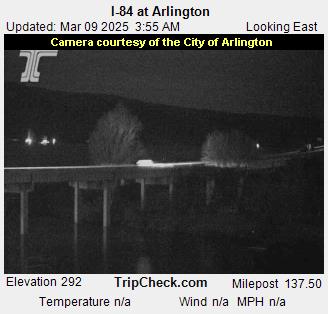 I-84 at Arlington
Updated: Mar 09 2025 3:55 AM Looking East
Camera courtesy of the City of Arlington
Elevation 292 TripCheck.com Milepost 137.50
Temperature n/a Wind n/a MPH n/a